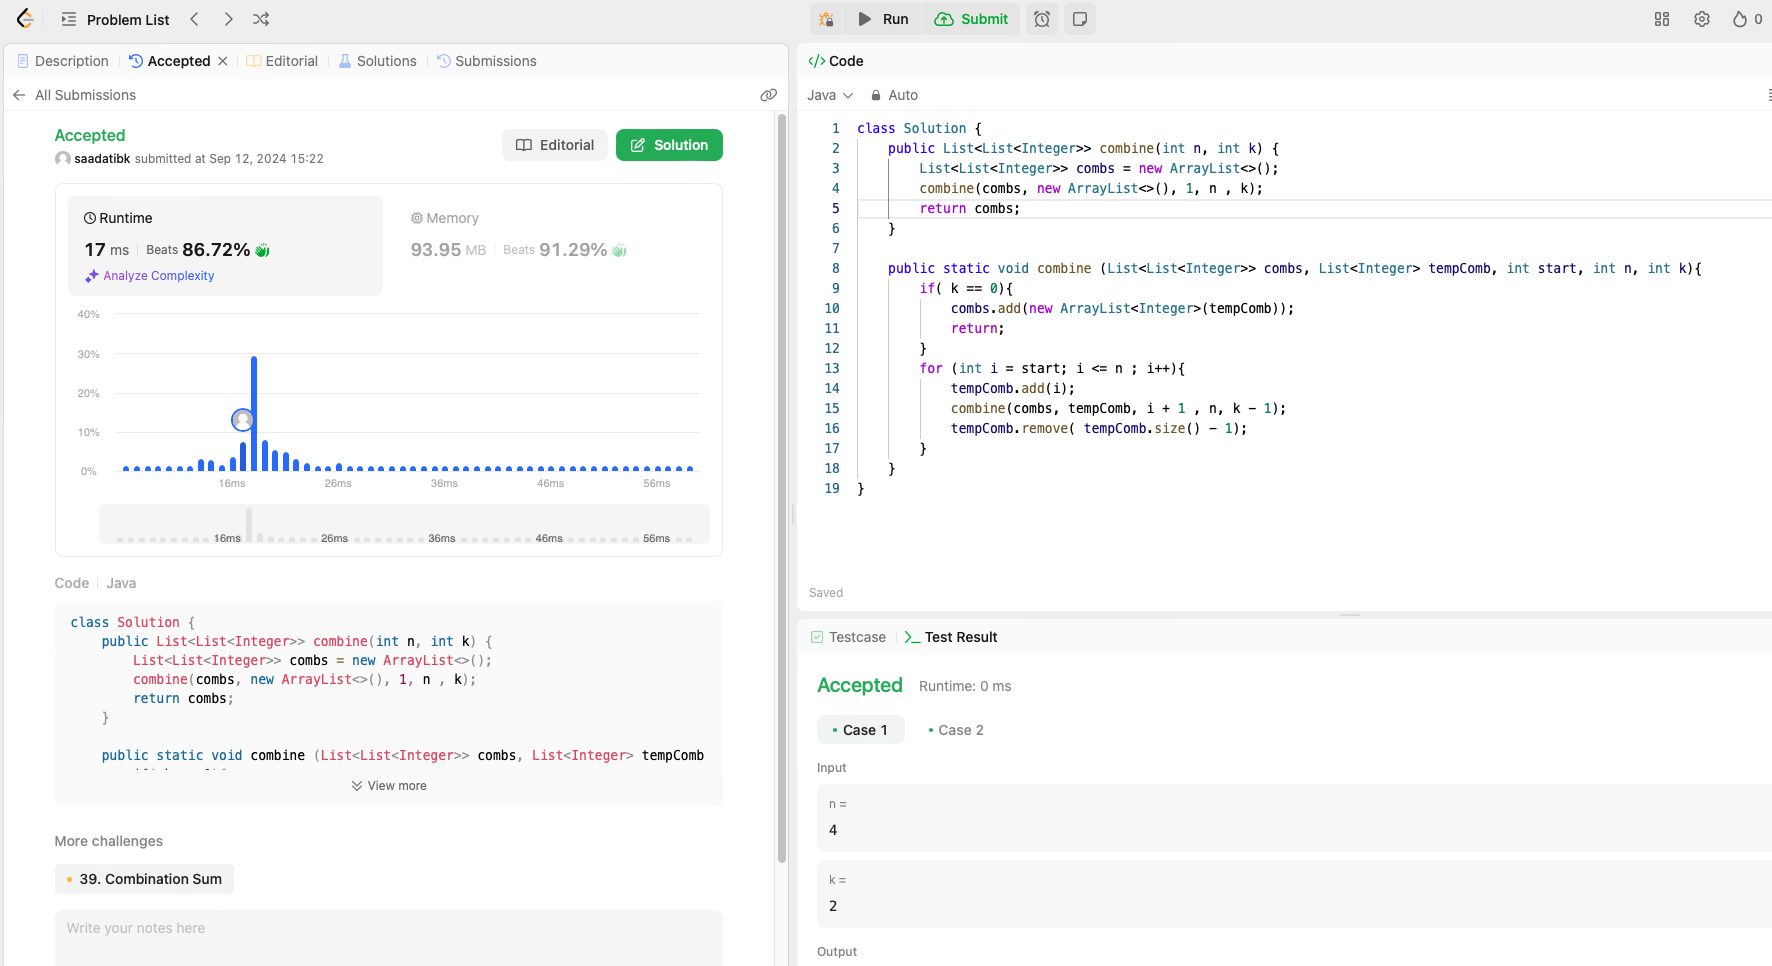 Problem List
Run
Submit
0
Description
Accepted
Editorial
Solutions
Submissions
All Submissions
Accepted
saadatibk submitted at Sep 12, 2024 15:22
Editorial
Solution
Runtime
17 ms Beats 86.72%
Analyze Complexity
Memory
93.95 MB Beats 91.29%
40%
30%
20%
10%
0%
16ms 26ms 36ms 46ms 56ms
16ms 26ms 36ms 46ms 56ms
Code Java
class Solution {
    public List<List<Integer>> combine(int n, int k) {
        List<List<Integer>> combs = new ArrayList<>();
        combine(combs, new ArrayList<>(), 1, n , k);
        return combs;
    }
    public static void combine (List<List<Integer>> combs, List<Integer> tempComb
View more
More challenges
39. Combination Sum
Write your notes here
</> Code
Java
Auto
1 class Solution {
2     public List<List<Integer>> combine(int n, int k) {
3         List<List<Integer>> combs = new ArrayList<>();
4         combine(combs, new ArrayList<>(), 1, n , k);
5         return combs;
6     }
7
8     public static void combine (List<List<Integer>> combs, List<Integer> tempComb, int start, int n, int k){
9         if( k == 0){
10             combs.add(new ArrayList<Integer>(tempComb));
11             return;
12         }
13         for (int i = start; i <= n ; i++){
14             tempComb.add(i);
15             combine(combs, tempComb, i + 1 , n, k - 1);
16             tempComb.remove( tempComb.size() - 1);
17         }
18     }
19 }
Saved
Testcase
>_ Test Result
Accepted Runtime: 0 ms
Case 1
Case 2
Input
n =
4
k =
2
Output